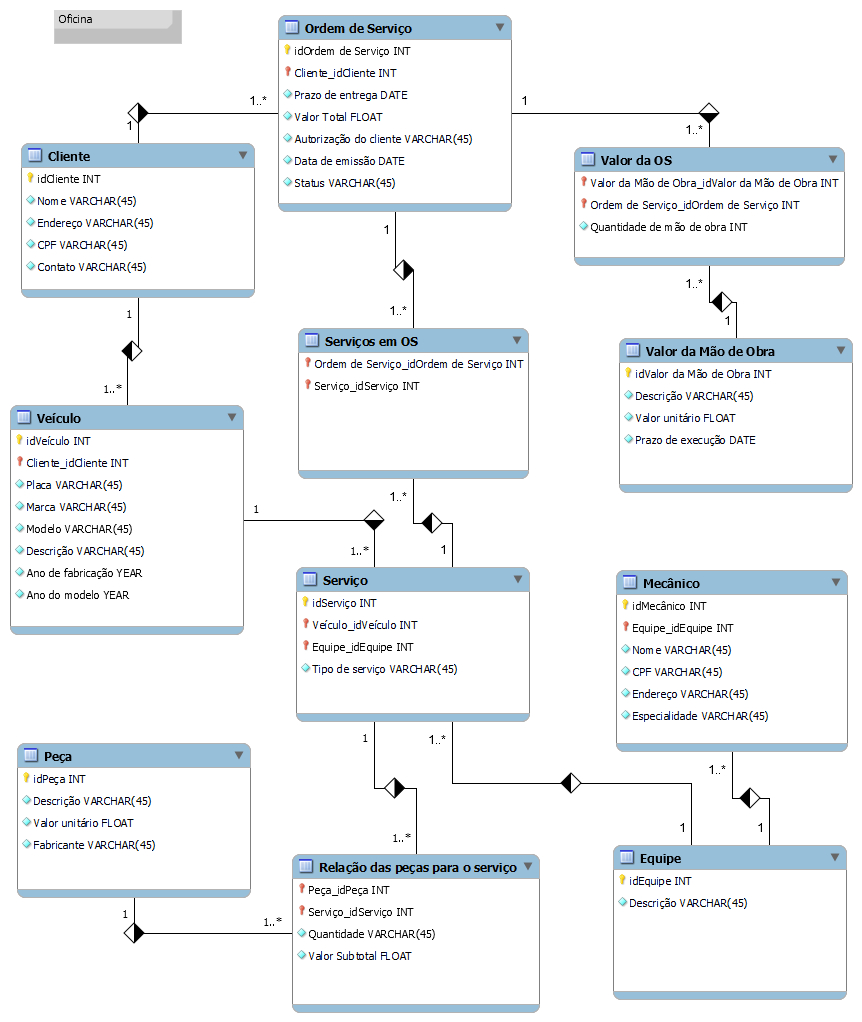 Oficina
Ordem de Serviço
idOrdem de Serviço INT
Cliente_idCliente INT
Prazo de entrega DATE
Valor Total FLOAT
Autorização do cliente VARCHAR(45)
Data de emissão DATE
Status VARCHAR(45)
1..*
1
1
1..*
Cliente
idCliente INT
Nome VARCHAR(45)
Endereço VARCHAR(45)
CPF VARCHAR(45)
Contato VARCHAR(45)
Valor da OS
Valor da Mão de Obra_idValor da Mão de Obra INT
Ordem de Serviço_idOrdem de Serviço INT
Quantidade de mão de obra INT
1
1..*
1..*
1
1
1..*
Serviços em OS
Ordem de Serviço_idOrdem de Serviço INT
Serviço_idServiço INT
Valor da Mão de Obra
idValor da Mão de Obra INT
Descrição VARCHAR(45)
Valor unitário FLOAT
Prazo de execução DATE
Veículo
idVeículo INT
Cliente_idCliente INT
Placa VARCHAR(45)
Marca VARCHAR(45)
Modelo VARCHAR(45)
Descrição VARCHAR(45)
Ano de fabricação YEAR
Ano do modelo YEAR
1..*
1
1
1..*
Serviço
idServiço INT
Veículo_idVeículo INT
Equipe_idEquipe INT
Tipo de serviço VARCHAR(45)
Mecânico
idMecânico INT
Equipe_idEquipe INT
Nome VARCHAR(45)
CPF VARCHAR(45)
Endereço VARCHAR(45)
Especialidade VARCHAR(45)
1
1..*
1..*
1..*
1
1
Peça
idPeça INT
Descrição VARCHAR(45)
Valor unitário FLOAT
Fabricante VARCHAR(45)
1
1..*
Relação das peças para o serviço
Peça_idPeça INT
Serviço_idServiço INT
Quantidade VARCHAR(45)
Valor Subtotal FLOAT
Equipe
idEquipe INT
Descrição VARCHAR(45)